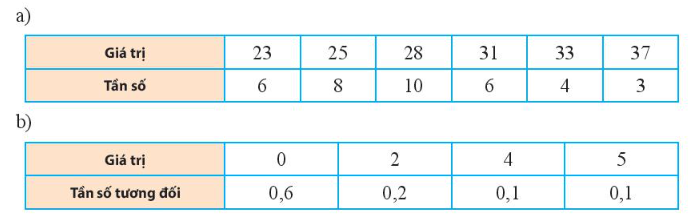 a)
Giá trị 23 25 28 31 33 37
Tần số 6 8 10 6 4 3
b)
Giá trị 0 2 4 5
Tần số tương đối 0,6 0,2 0,1 0,1